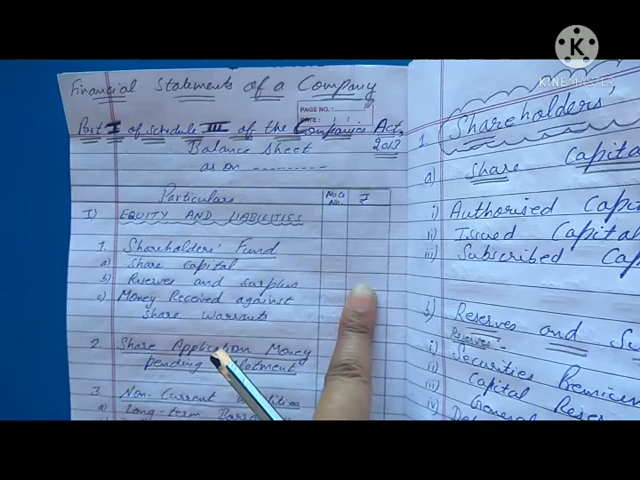 K
KINEMASTER
Financial Statements of a Company
PAGE NO.
DATE :
Part I of Schedule III of the Companies Act, 2013
Balance Sheet
as on ----------
Particulars Note No. ₹
I) EQUITY AND LIABILITIES
1. Shareholders' Fund
a) Share Capital
b) Reserves and surplus
c) Money Received against
Share Warrants
2. Share Application Money
pending
3. Non-Current
a) Long-term
1. Shareholders
a) Share Capital
i) Authorised Capi
ii) Issued Capital
iii) Subscribed Cap
b) Reserves and Su
Reserves:
i) Securities Premium
ii) Capital Rese
iii) General Rese
iv)